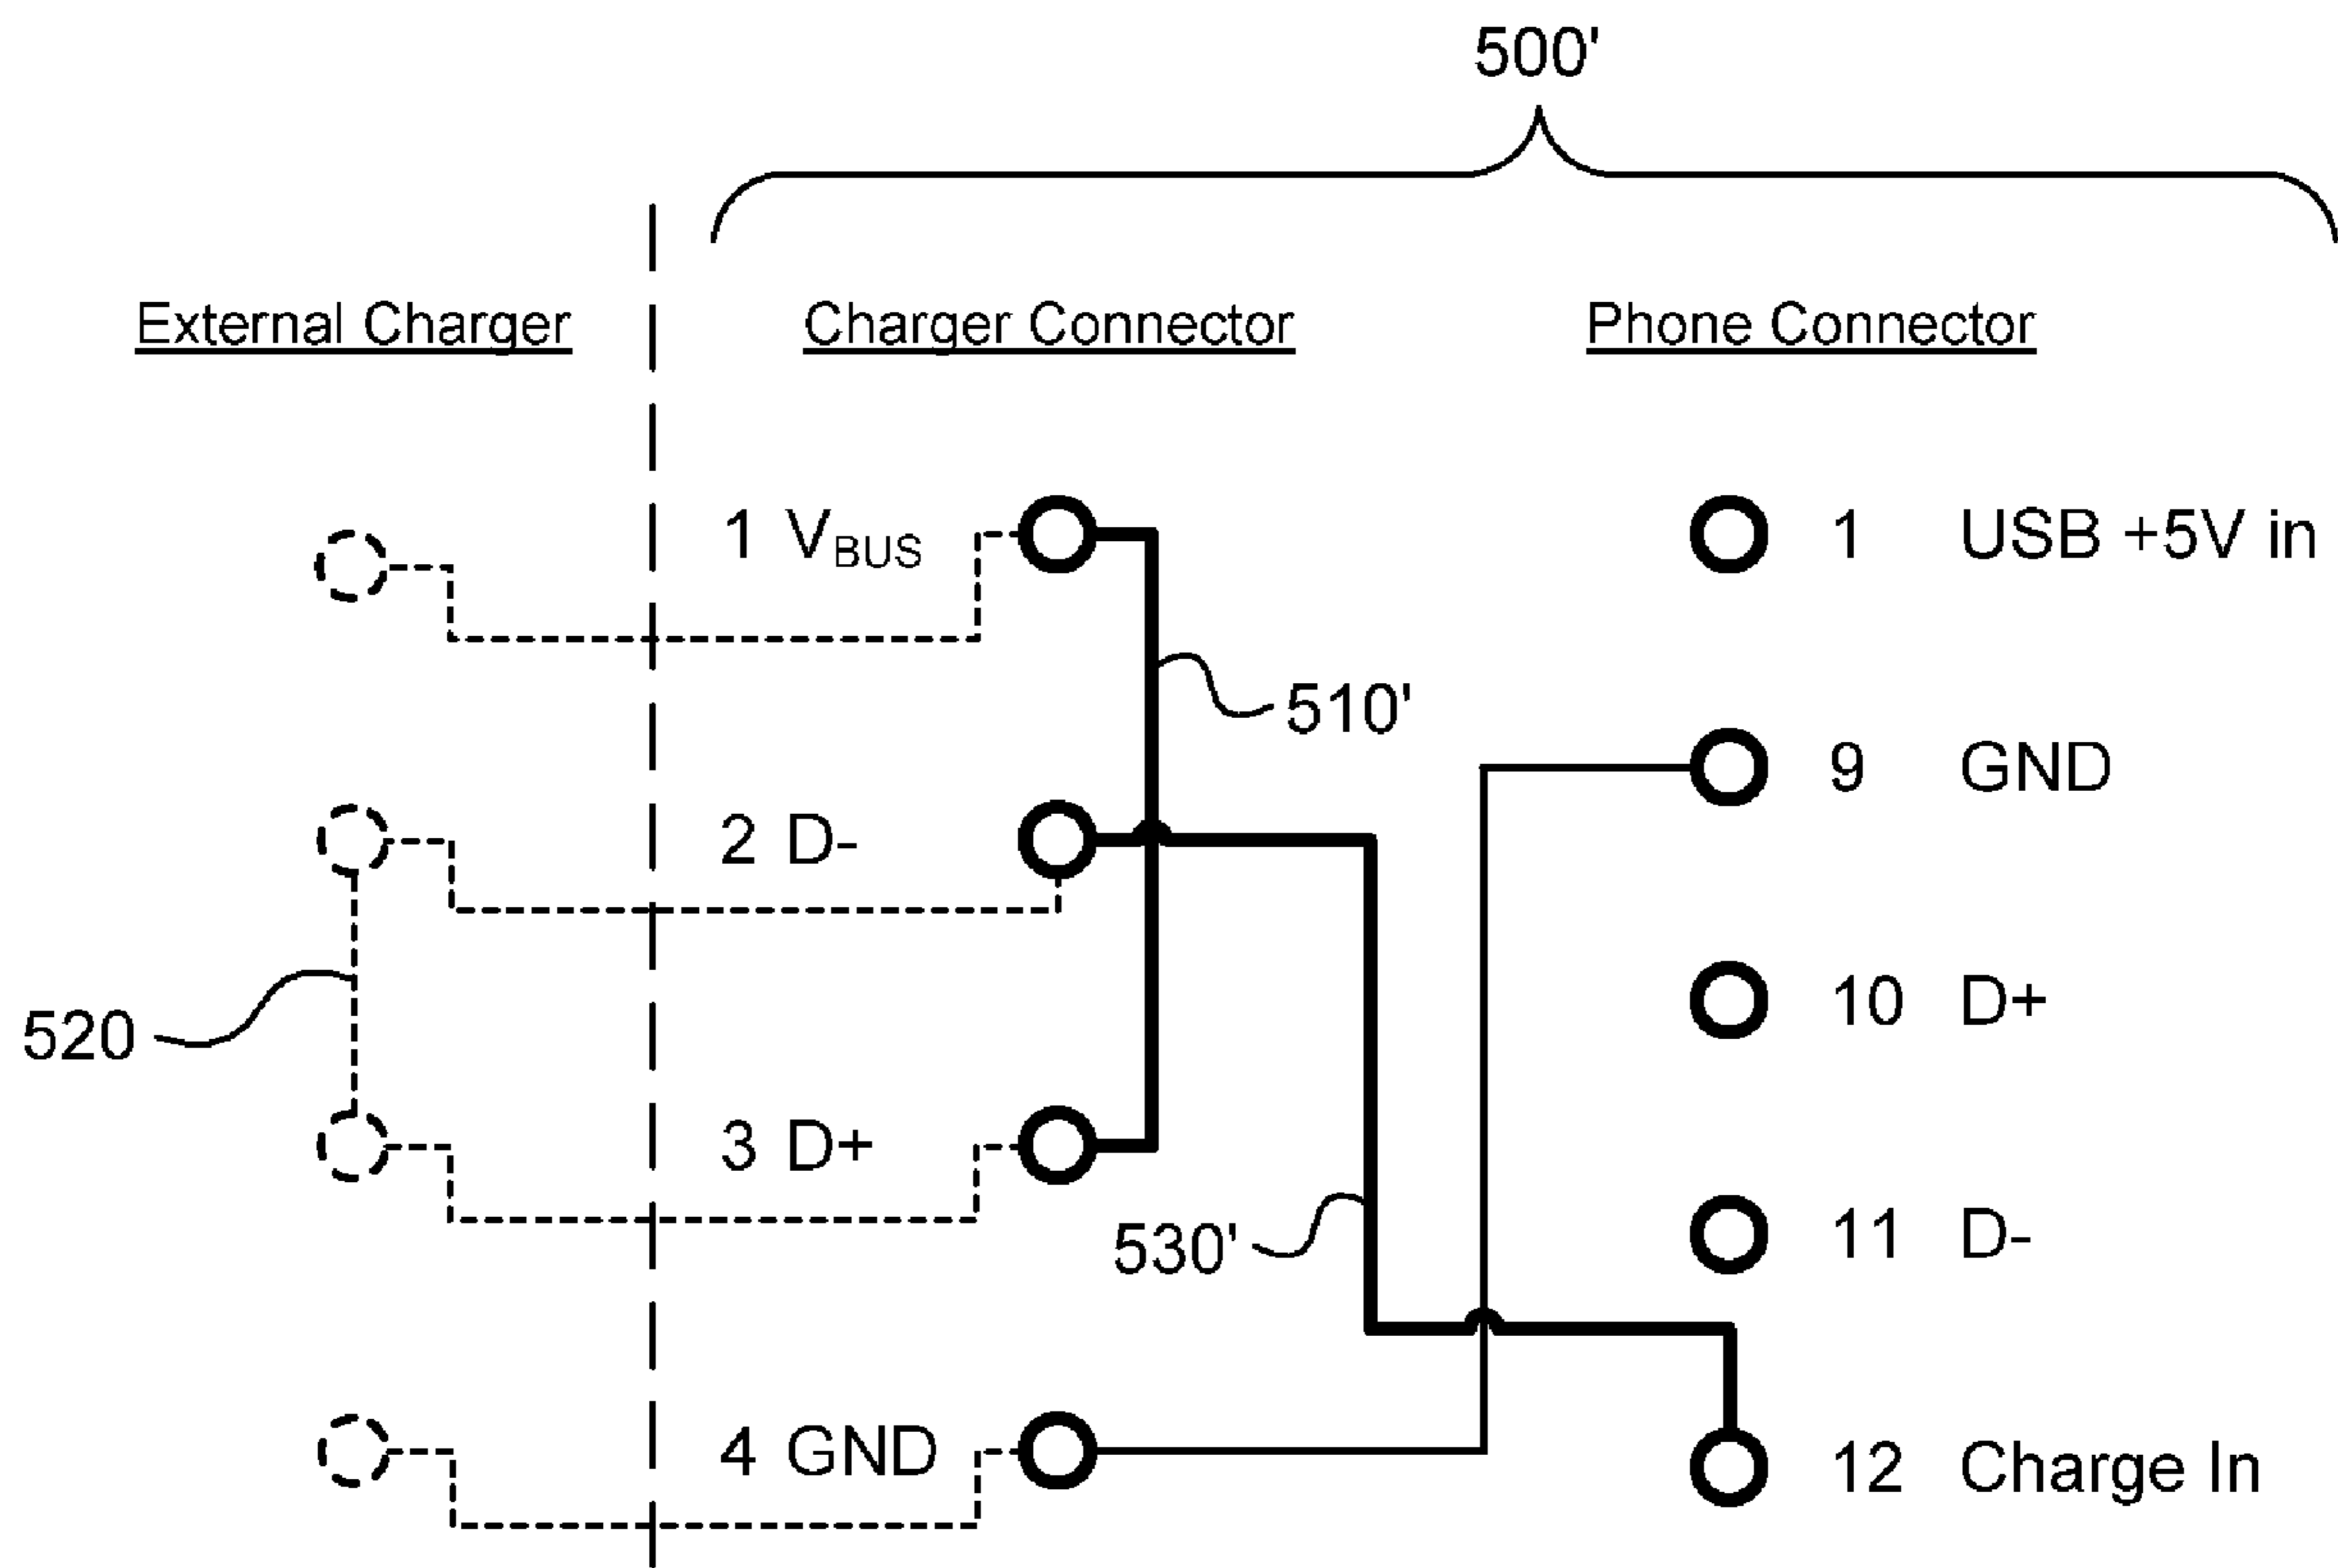 500'
External Charger Charger Connector Phone Connector
1 VBUS 1 USB +5V in
510'
9 GND
2 D-
10 D+
520
3 D+
11 D-
530'
4 GND
12 Charge In